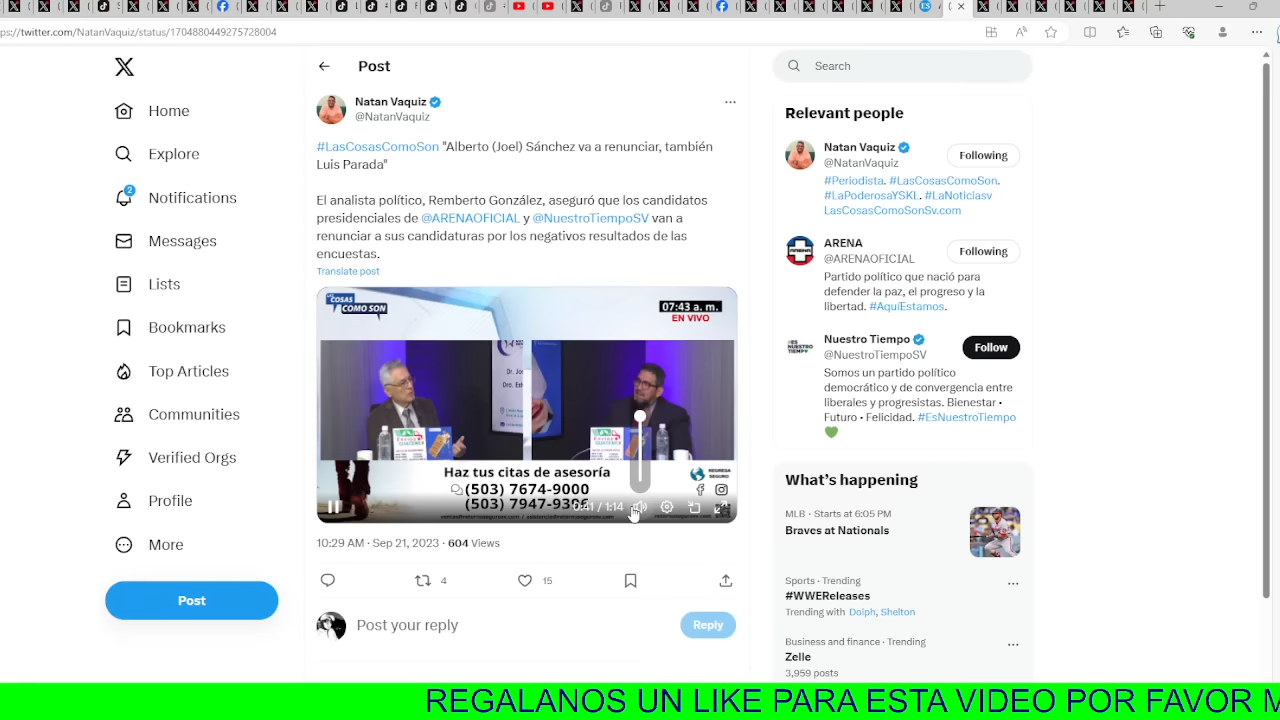 ps://twitter.com/NatanVaquiz/status/1704880449275728004
Home
Explore
2
Notifications
Messages
Lists
Bookmarks
Top Articles
Communities
Verified Orgs
Profile
More
Post
Post
Natan Vaquiz
@NatanVaquiz
#LasCosasComoSon "Alberto (Joel) Sánchez va a renunciar, también
Luis Parada"
El analista político, Remberto González, aseguró que los candidatos
presidenciales de @ARENAOFICIAL y @NuestroTiempoSV van a
renunciar a sus candidaturas por los negativos resultados de las
encuestas.
Translate post
COSAS
COMO SON
07:43 a. m.
EN VIVO
Haz tus citas de asesoría
(503) 7674-9000
(503) 7947-9396
REGRESA
SEGURO
0:41 / 1:14
10:29 AM · Sep 21, 2023 · 604 Views
4
15
Post your reply
Reply
Search
Relevant people
Natan Vaquiz
@NatanVaquiz
Following
#Periodista. #LasCosasComoSon.
#LaPoderosaYSKL. #LaNoticiasv
LasCosasComoSonSv.com
ARENA
@ARENAOFICIAL
Following
Partido político que nació para
defender la paz, el progreso y la
libertad. #AquíEstamos.
Nuestro Tiempo
@NuestroTiempoSV
Follow
Somos un partido político
democrático y de convergencia entre
liberales y progresistas. Bienestar •
Futuro • Felicidad. #EsNuestroTiempo
What's happening
MLB · Starts at 6:05 PM
Braves at Nationals
Sports · Trending
#WWEReleases
Trending with Dolph, Shelton
Business and finance · Trending
Zelle
3,959 posts
REGALANOS UN LIKE PARA ESTA VIDEO POR FAVOR M